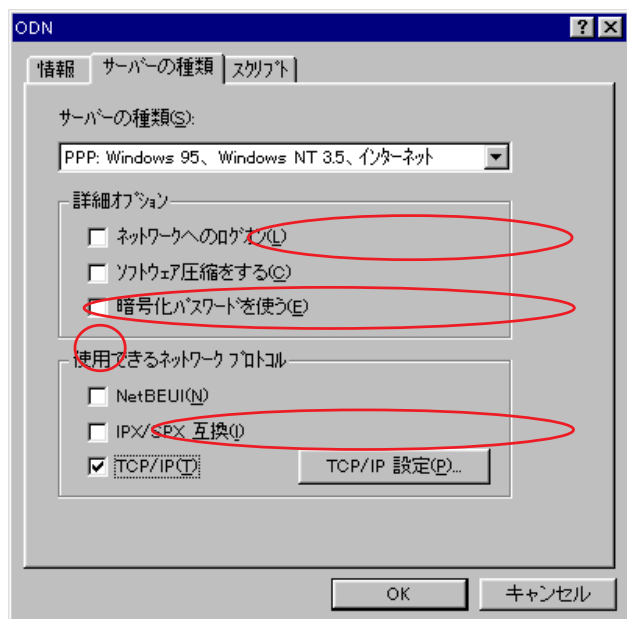 ODN
情報 サーバーの種類 スクリプト
サーバーの種類(S):
PPP: Windows 95、Windows NT 3.5、インターネット
詳細オプション
ネットワークへのログオン(L)
ソフトウェア圧縮をする(C)
暗号化パスワードを使う(E)
使用できるネットワーク プロトコル
NetBEUI(N)
IPX/SPX 互換(I)
TCP/IP(T) TCP/IP 設定(P)...
OK キャンセル